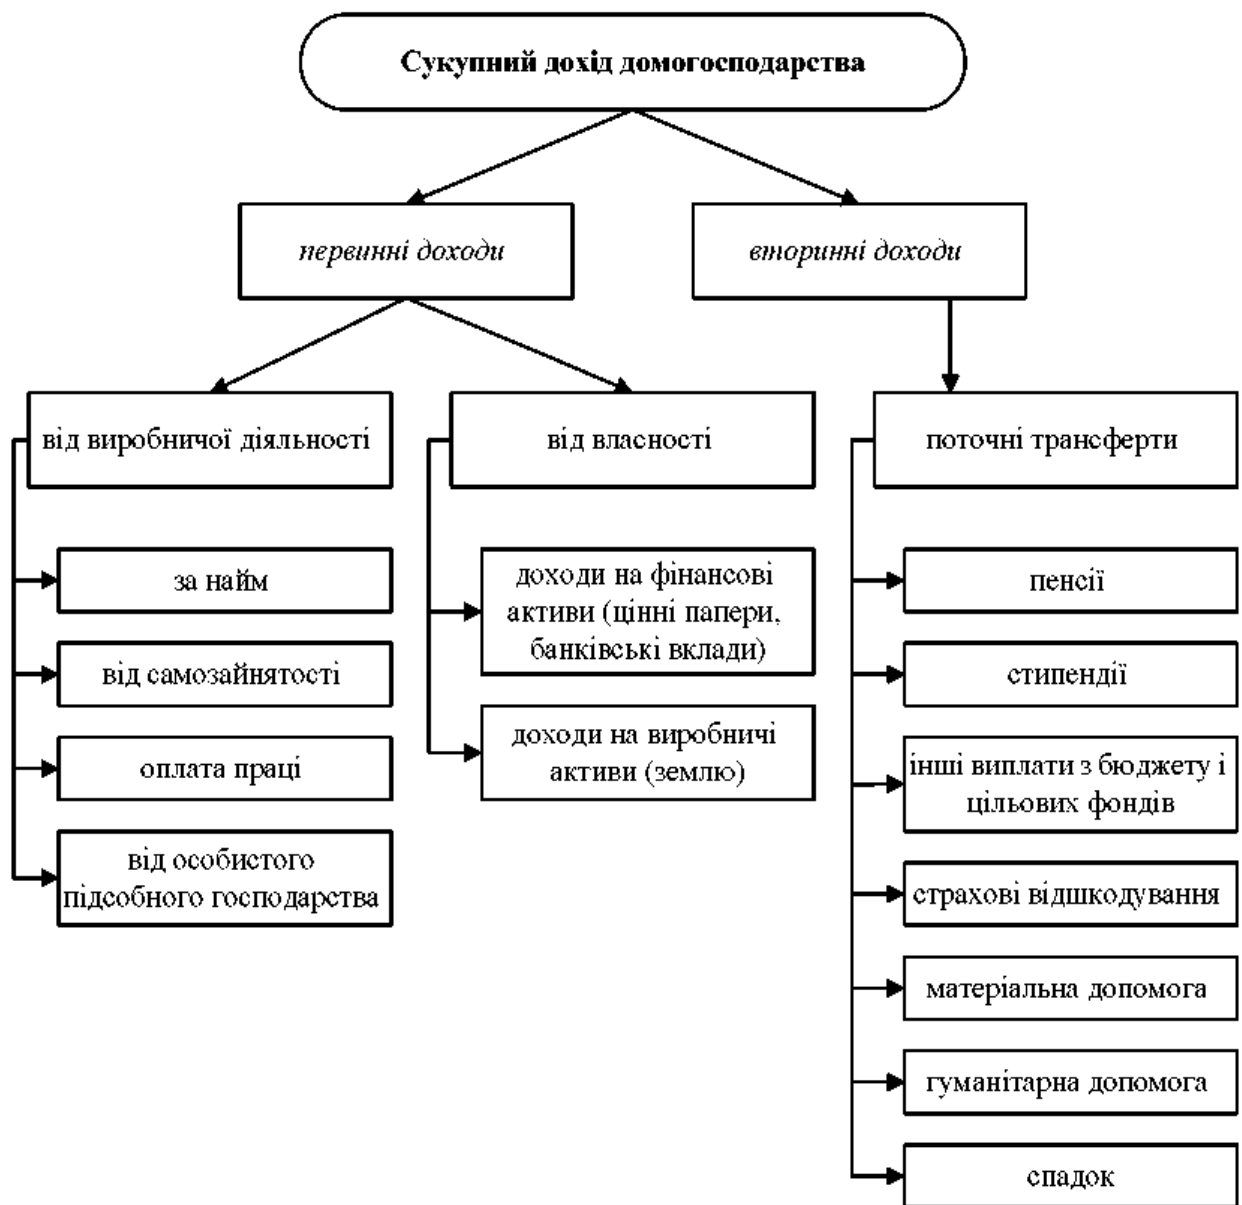 Сукупний дохід домогосподарства
первинні доходи
вторинні доходи
від виробничої діяльності
від власності
поточні трансферти
за найм
від самозайнятості
оплата праці
від особистого
підсобного господарства
доходи на фінансові
активи (цінні папери,
банківські вклади)
доходи на виробничі
активи (землю)
пенсії
стипендії
інші виплати з бюджету і
цільових фондів
страхові відшкодування
матеріальна допомога
гуманітарна допомога
спадок